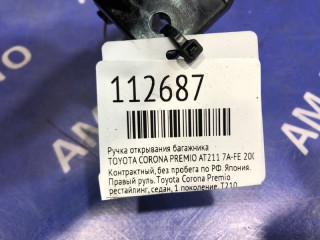 112687
Ручка открывания багажника
TOYOTA CORONA PREMIO AT211 7A-FE 200
Контрактный, без пробега по РФ. Япония.
Правый руль. Toyota Corona Premio
рестайлинг, седан, 1 поколение, T210